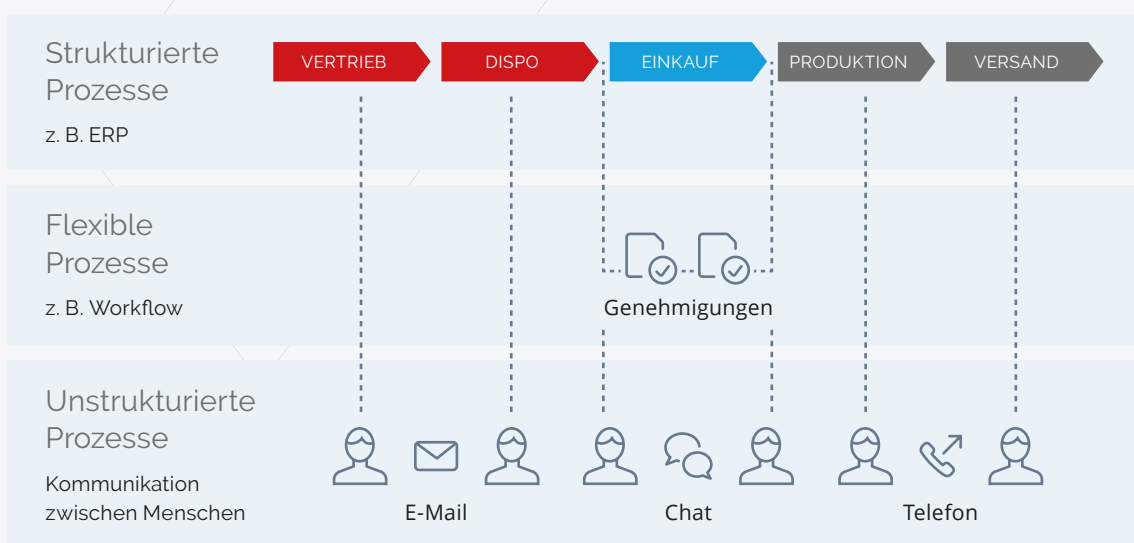 Strukturierte
Prozesse
z. B. ERP
VERTRIEB
DISPO
EINKAUF
PRODUKTION
VERSAND
Flexible
Prozesse
z. B. Workflow
Genehmigungen
Unstrukturierte
Prozesse
Kommunikation
zwischen Menschen
E-Mail
Chat
Telefon